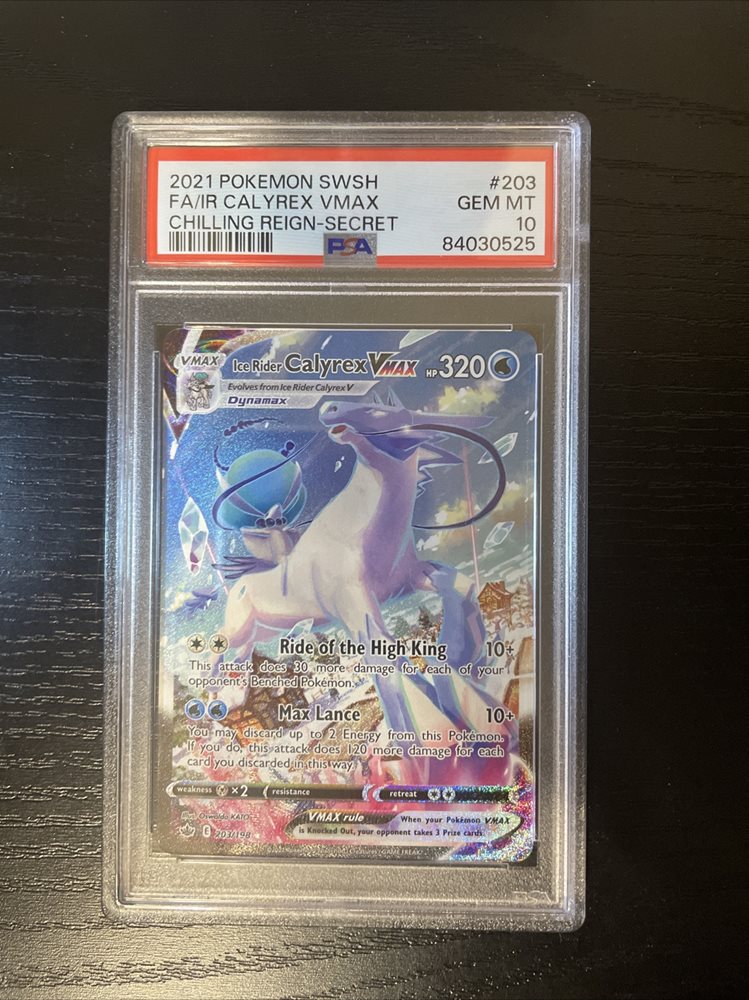 2021 POKEMON SWSH #203
FA/IR CALYREX VMAX GEM MT
CHILLING REIGN-SECRET 10
PSA 84030525
VMAX Ice Rider Calyrex VMAX HP 320
Evolves from Ice Rider Calyrex V
Dynamax
Ride of the High King 10+
This attack does 30 more damage for each of your
opponent's Benched Pokémon.
Max Lance 10+
You may discard up to 2 Energy from this Pokémon.
If you do, this attack does 120 more damage for each
card you discarded in this way.
weakness ×2 resistance retreat
Illus. Oswaldo KATO
VMAX rule When your Pokémon VMAX
is Knocked Out, your opponent takes 3 Prize cards.
E 203/198
GAME FREAK